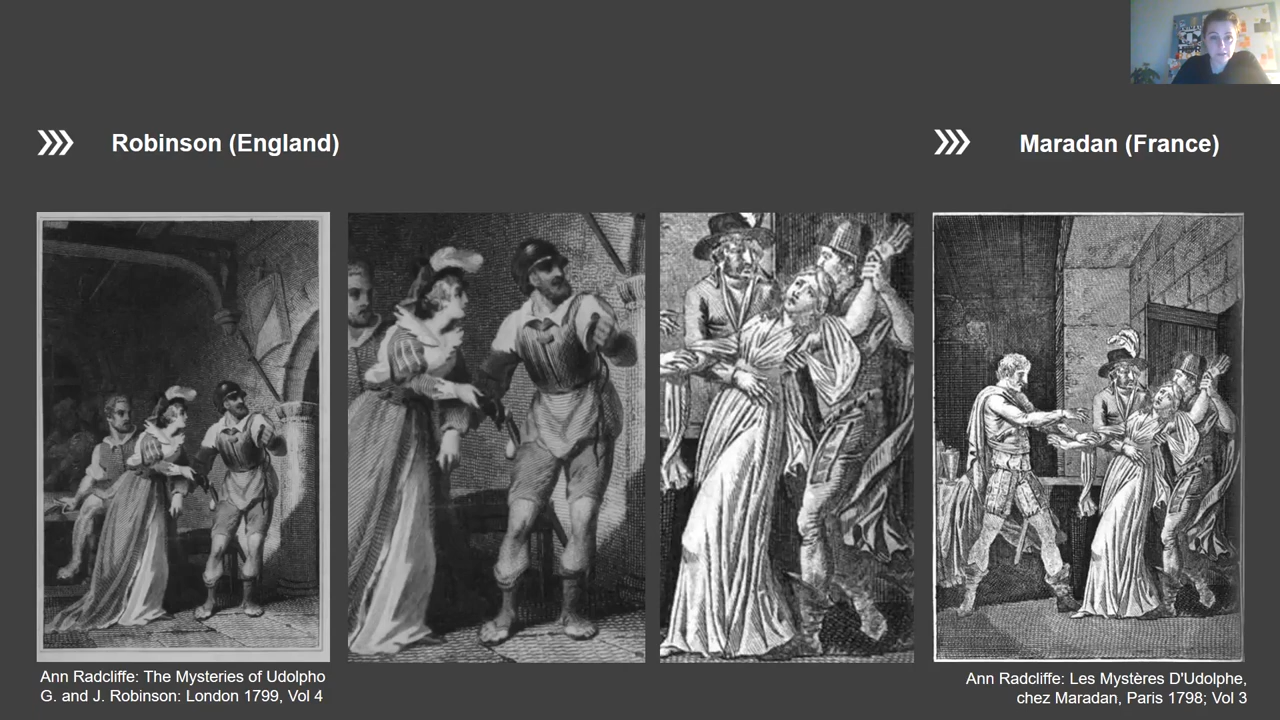 Robinson (England)
Maradan (France)
Ann Radcliffe: The Mysteries of Udolpho
G. and J. Robinson: London 1799, Vol 4
Ann Radcliffe: Les Mystères D'Udolphe,
chez Maradan, Paris 1798; Vol 3